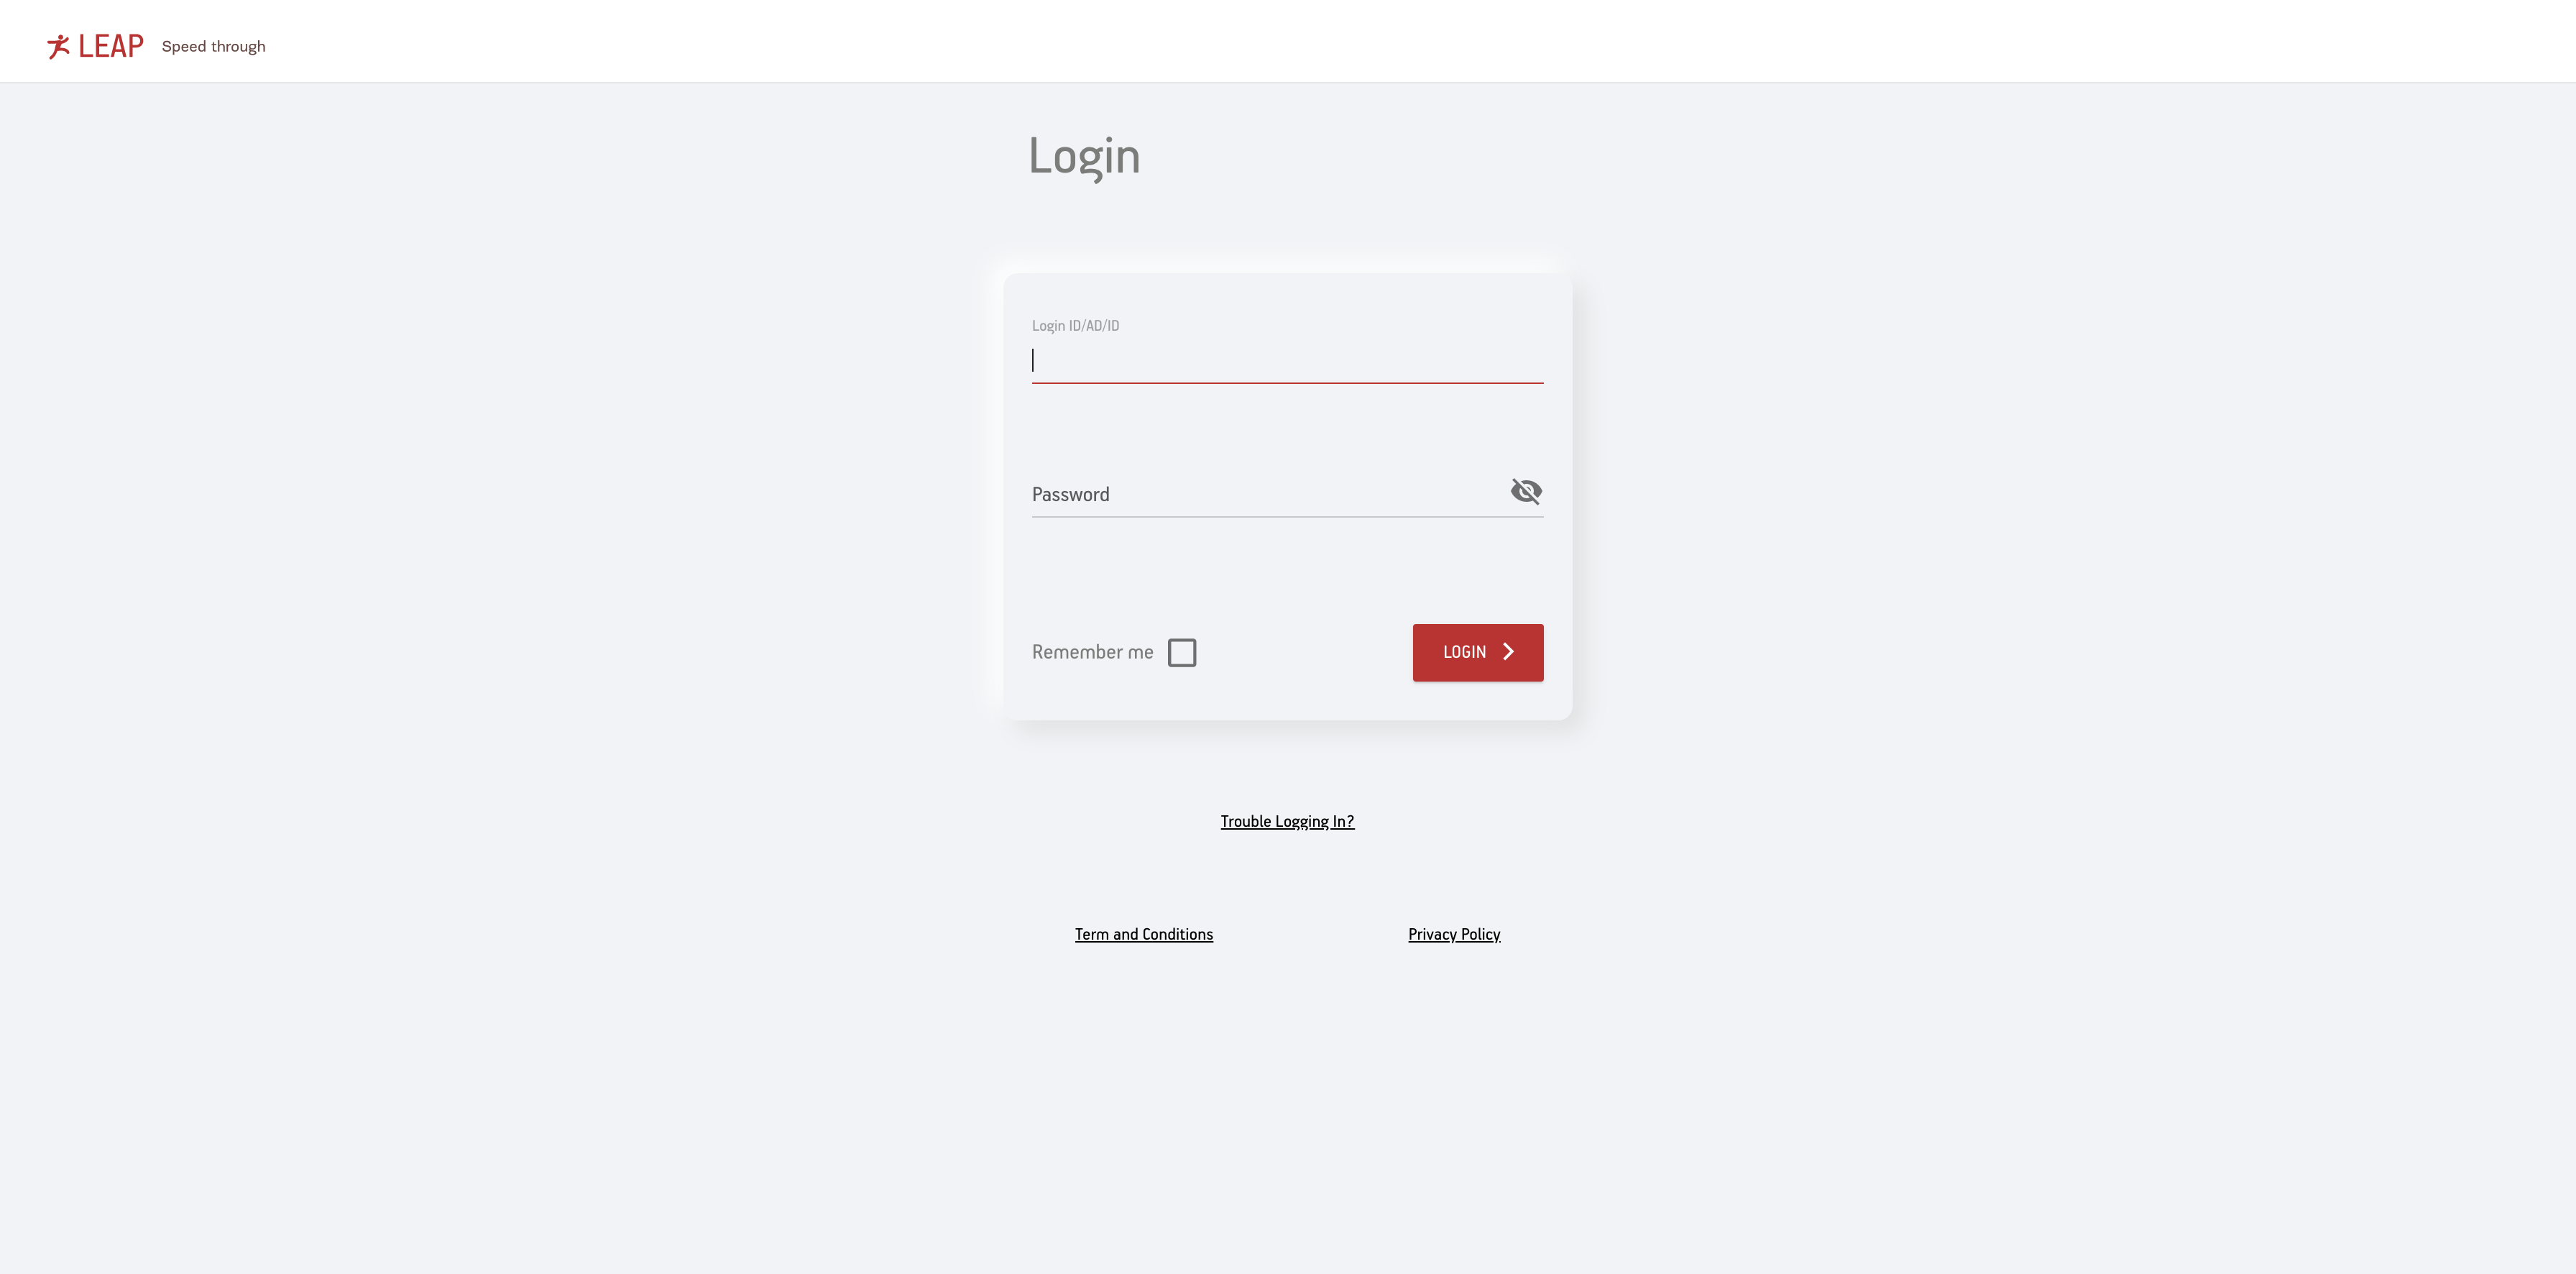 LEAP Speed through
Login
Login ID/AD/ID
Password
Remember me
LOGIN
Trouble Logging In?
Term and Conditions
Privacy Policy